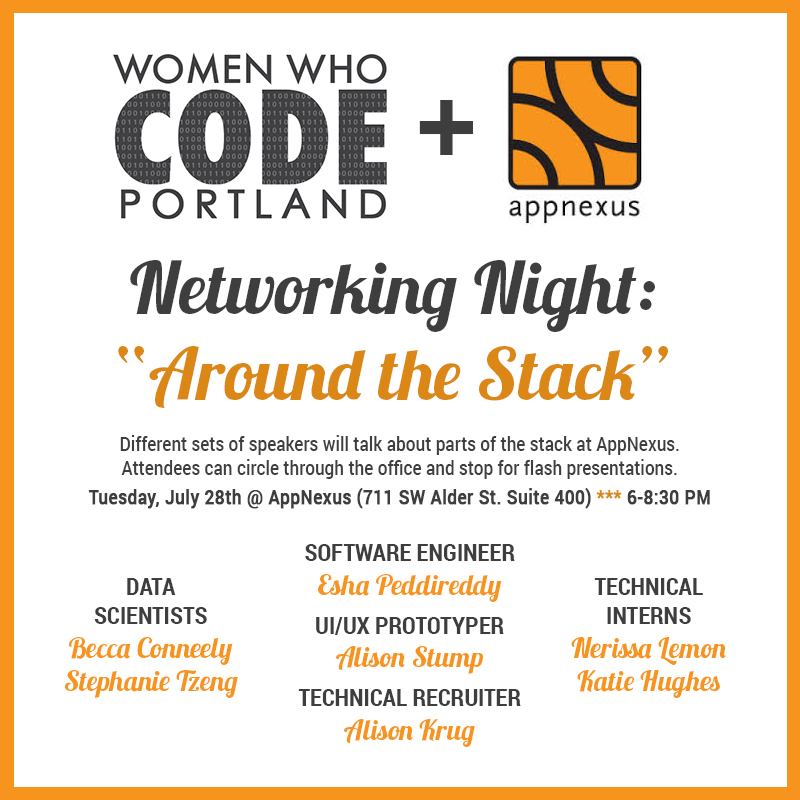 WOMEN WHO
CODE
PORTLAND
+
appnexus
Networking Night:
“Around the Stack”
Different sets of speakers will talk about parts of the stack at AppNexus.
Attendees can circle through the office and stop for flash presentations.
Tuesday, July 28th @ AppNexus (711 SW Alder St. Suite 400) *** 6-8:30 PM
DATA
SCIENTISTS
Becca Conneely
Stephanie Tzeng
SOFTWARE ENGINEER
Esha Peddireddy
UI/UX PROTOTYPER
Alison Stump
TECHNICAL RECRUITER
Alison Krug
TECHNICAL
INTERNS
Nerissa Lemon
Katie Hughes